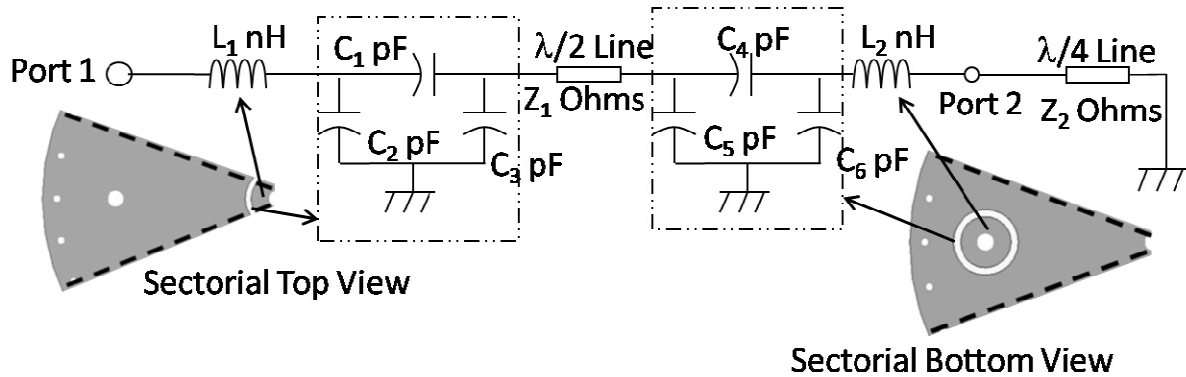 L₁ nH
C₁ pF
λ/2 Line
C₄ pF
L₂ nH
λ/4 Line
Port 1
Z₁ Ohms
Port 2
Z₂ Ohms
C₂ pF
C₃ pF
C₅ pF
C₆ pF
Sectorial Top View
Sectorial Bottom View